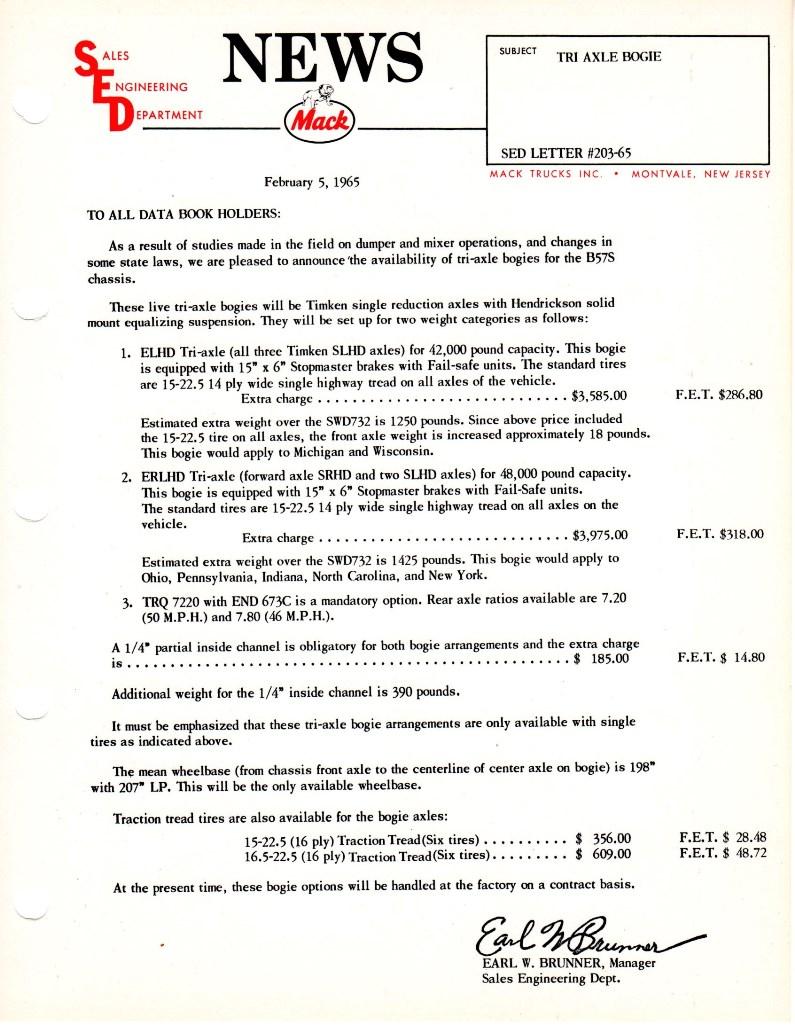 SALES
ENGINEERING
DEPARTMENT
NEWS
Mack
SUBJECT TRI AXLE BOGIE
SED LETTER #203-65
MACK TRUCKS INC. • MONTVALE, NEW JERSEY
February 5, 1965
TO ALL DATA BOOK HOLDERS:
As a result of studies made in the field on dumper and mixer operations, and changes in
some state laws, we are pleased to announce the availability of tri-axle bogies for the B57S
chassis.
These live tri-axle bogies will be Timken single reduction axles with Hendrickson solid
mount equalizing suspension. They will be set up for two weight categories as follows:
1. ELHD Tri-axle (all three Timken SLHD axles) for 42,000 pound capacity. This bogie
is equipped with 15" x 6" Stopmaster brakes with Fail-safe units. The standard tires
are 15-22.5 14 ply wide single highway tread on all axles of the vehicle.
Extra charge . . . . . . . . . . . . . . . . . . . . . . . . . . . . $3,585.00 F.E.T. $286.80
Estimated extra weight over the SWD732 is 1250 pounds. Since above price included
the 15-22.5 tire on all axles, the front axle weight is increased approximately 18 pounds.
This bogie would apply to Michigan and Wisconsin.
2. ERLHD Tri-axle (forward axle SRHD and two SLHD axles) for 48,000 pound capacity.
This bogie is equipped with 15" x 6" Stopmaster brakes with Fail-Safe units.
The standard tires are 15-22.5 14 ply wide single highway tread on all axles on the
vehicle.
Extra charge . . . . . . . . . . . . . . . . . . . . . . . . . . . . $3,975.00 F.E.T. $318.00
Estimated extra weight over the SWD732 is 1425 pounds. This bogie would apply to
Ohio, Pennsylvania, Indiana, North Carolina, and New York.
3. TRQ 7220 with END 673C is a mandatory option. Rear axle ratios available are 7.20
(50 M.P.H.) and 7.80 (46 M.P.H.).
A 1/4" partial inside channel is obligatory for both bogie arrangements and the extra charge
is . . . . . . . . . . . . . . . . . . . . . . . . . . . . . . . . . . . . . . . . . . . . . . . . . $ 185.00 F.E.T. $ 14.80
Additional weight for the 1/4" inside channel is 390 pounds.
It must be emphasized that these tri-axle bogie arrangements are only available with single
tires as indicated above.
The mean wheelbase (from chassis front axle to the centerline of center axle on bogie) is 198"
with 207" LP. This will be the only available wheelbase.
Traction tread tires are also available for the bogie axles:
15-22.5 (16 ply) Traction Tread(Six tires) . . . . . . . . . . $ 356.00 F.E.T. $ 28.48
16.5-22.5 (16 ply) Traction Tread(Six tires). . . . . . . . . $ 609.00 F.E.T. $ 48.72
At the present time, these bogie options will be handled at the factory on a contract basis.
Earl W Brunner
EARL W. BRUNNER, Manager
Sales Engineering Dept.